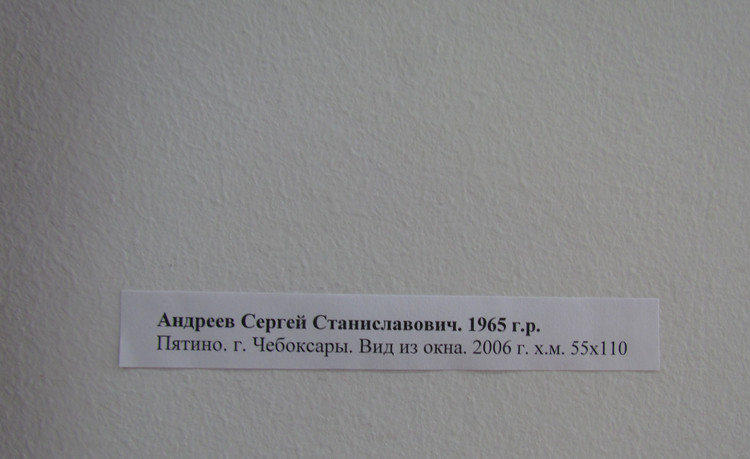 Андреев Сергей Станиславович. 1965 г.р.
Пятино. г. Чебоксары. Вид из окна. 2006 г. х.м. 55х110